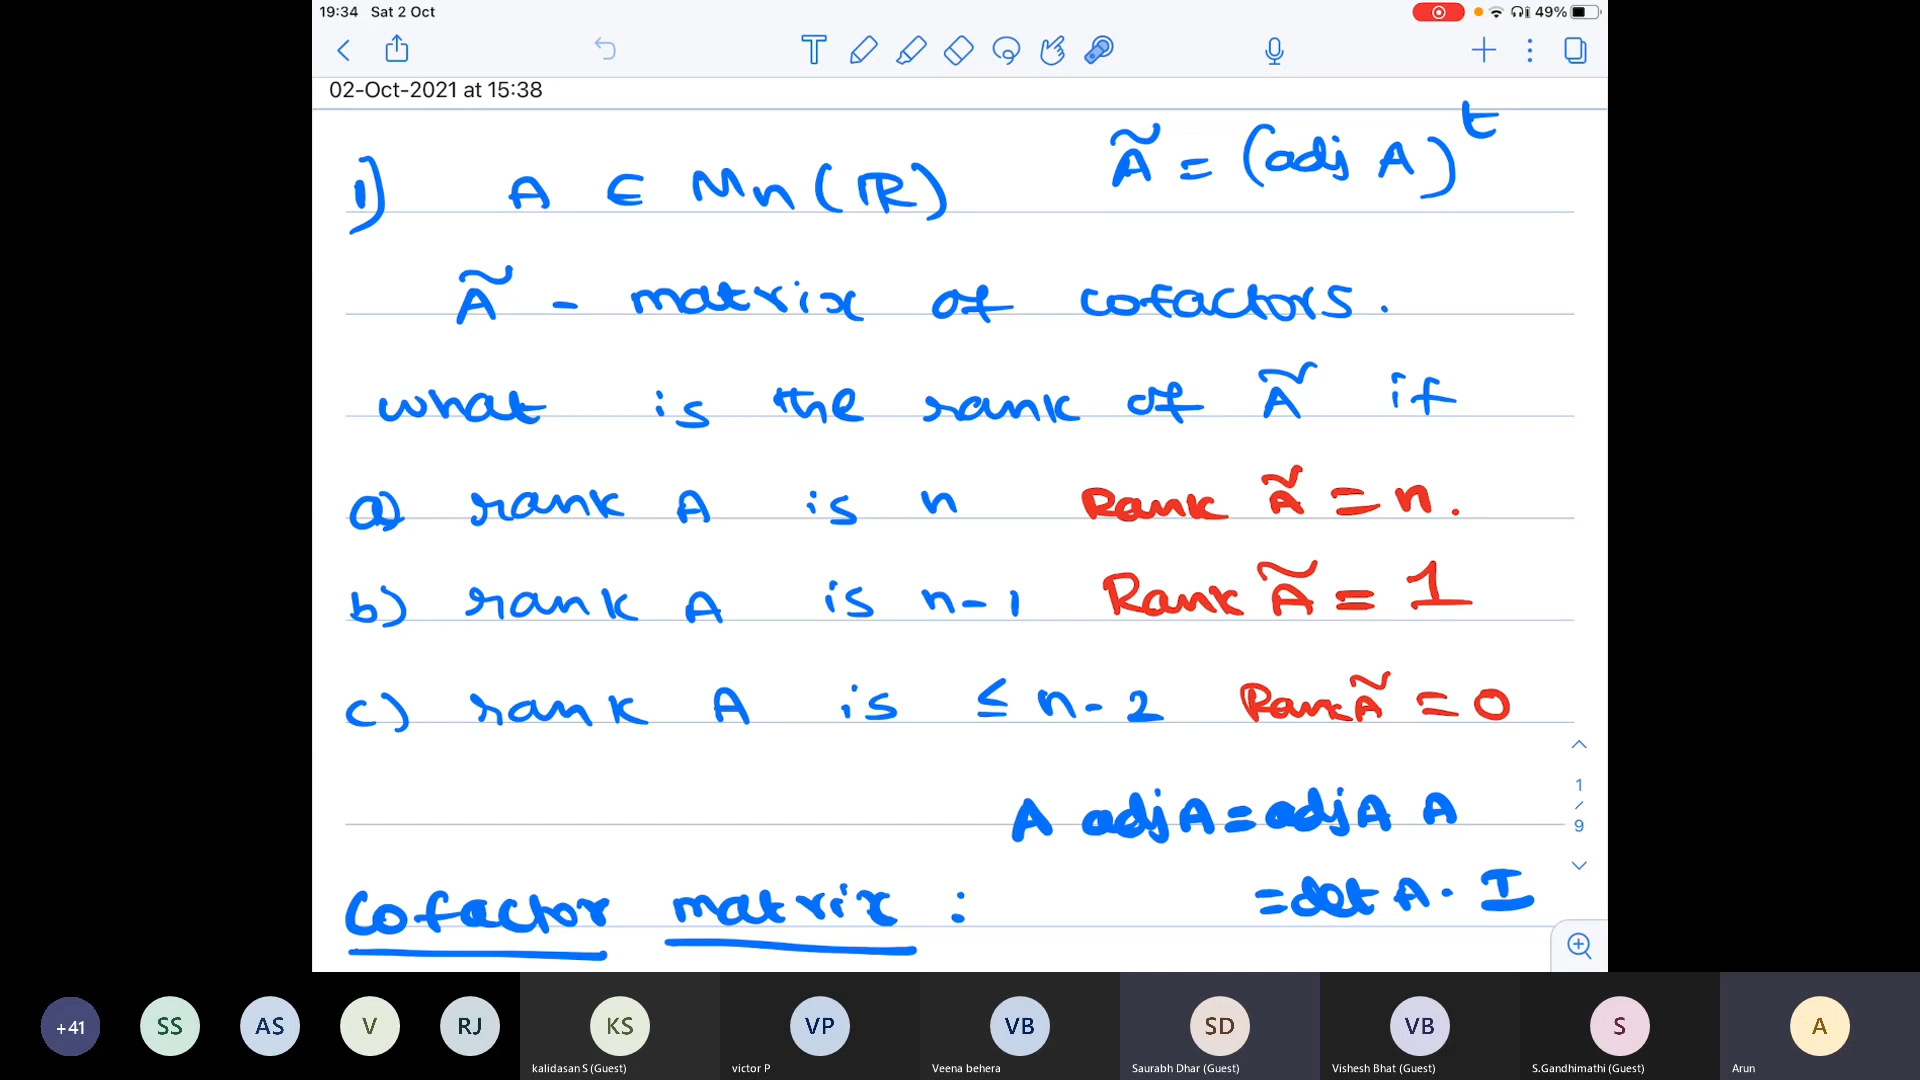 19:34 Sat 2 Oct 49%
02-Oct-2021 at 15:38
1) A ∈ Mn(ℝ) Ã = (adj A)^t
Ã - matrix of cofactors.
what is the rank of Ã if
a) rank A is n Rank Ã = n.
b) rank A is n-1 Rank Ã = 1
c) rank A is ≤ n-2 Rank Ã = 0
1/9
A adjA = adjA A
= det A · I
Cofactor matrix :
+41 SS AS V RJ KS VP VB SD VB S A
kalidasan S (Guest) victor P Veena behera Saurabh Dhar (Guest) Vishesh Bhat (Guest) S.Gandhimathi (Guest) Arun